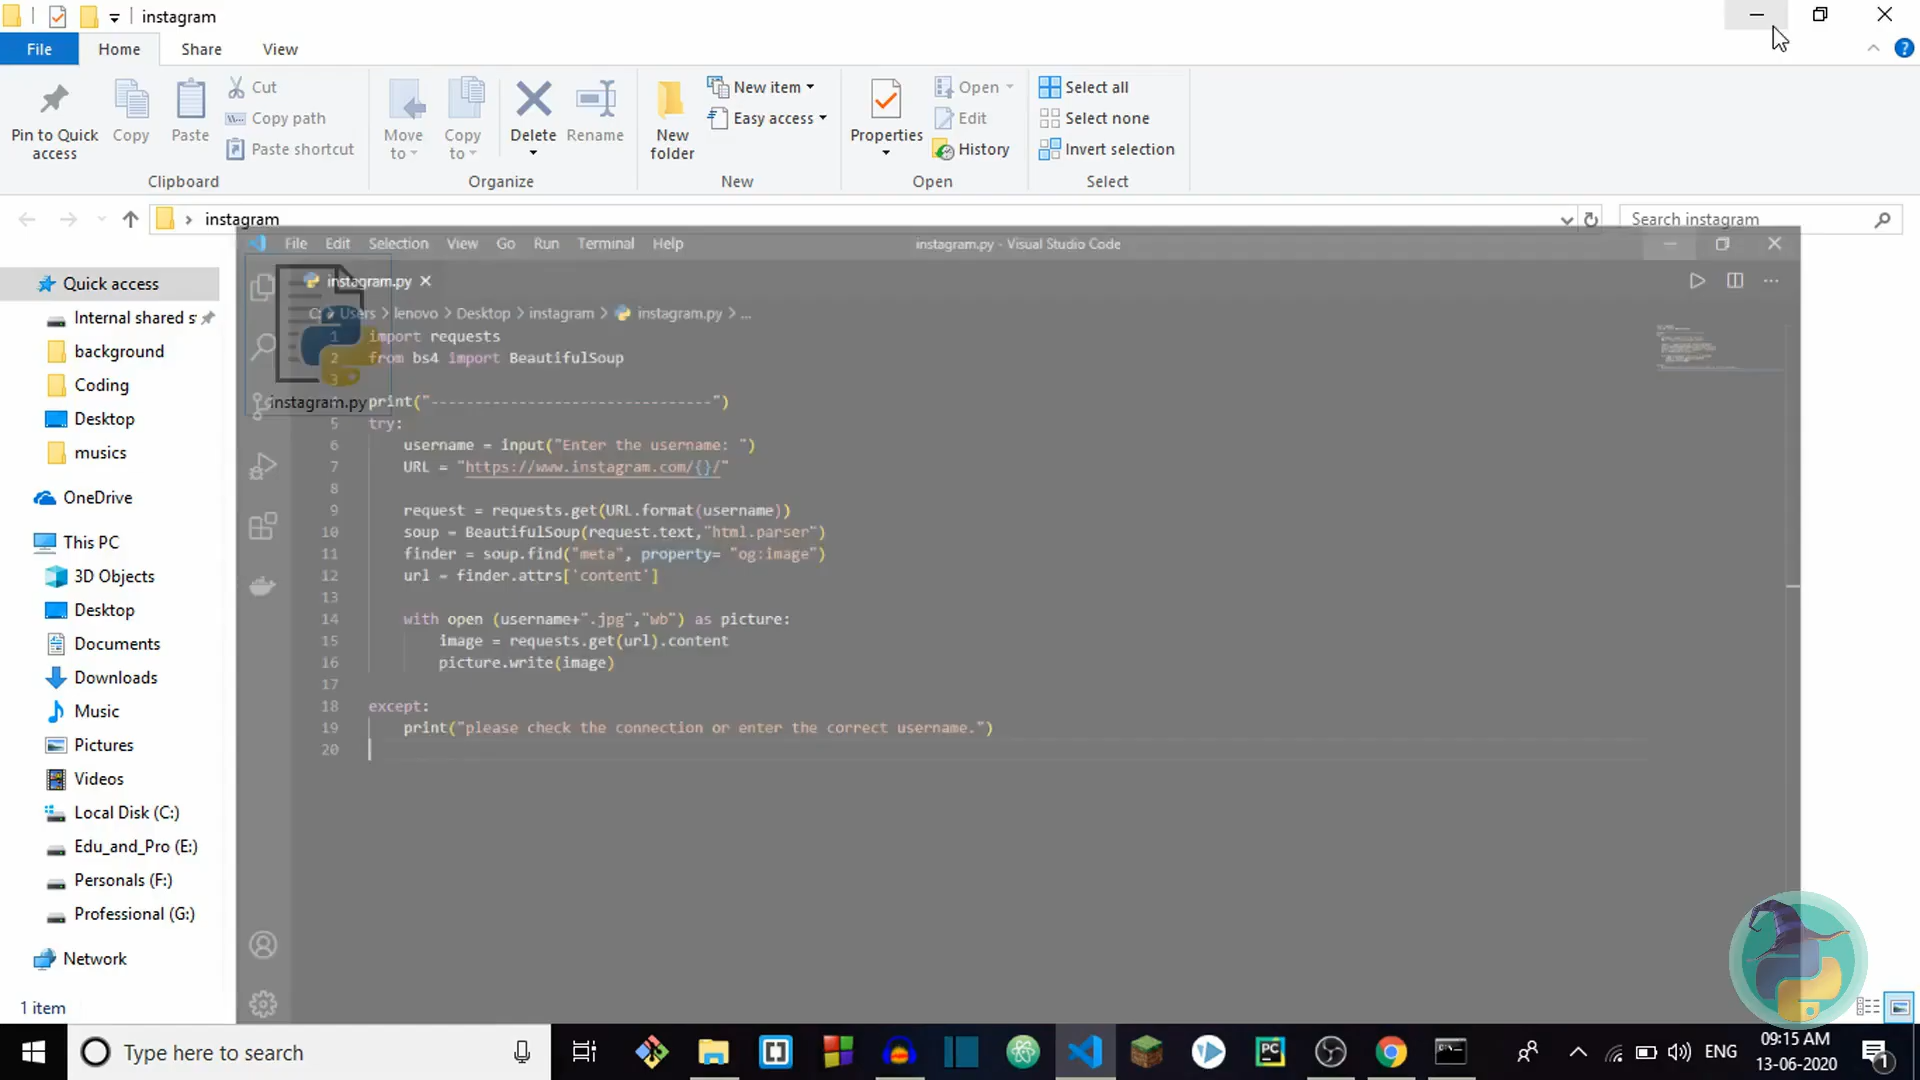 instagram
File Home Share View
Pin to Quick access
Copy
Paste
Cut
Copy path
Paste shortcut
Clipboard
Move to
Copy to
Delete
Rename
Organize
New folder
New item
Easy access
New
Properties
Open
Edit
History
Open
Select all
Select none
Invert selection
Select
instagram
Search instagram
Quick access
Internal shared s
background
Coding
Desktop
musics
OneDrive
This PC
3D Objects
Desktop
Documents
Downloads
Music
Pictures
Videos
Local Disk (C:)
Edu_and_Pro (E:)
Personals (F:)
Professional (G:)
Network
1 item
instagram.py
File Edit Selection View Go Run Terminal Help
instagram.py - Visual Studio Code
instagram.py
C: > Users > lenovo > Desktop > instagram > instagram.py > ...
1 import requests
2 from bs4 import BeautifulSoup
3
print("--------------------------------")
5 try:
6 username = input("Enter the username: ")
7 URL = "https://www.instagram.com/{}/"
8
9 request = requests.get(URL.format(username))
10 soup = BeautifulSoup(request.text,"html.parser")
11 finder = soup.find("meta", property= "og:image")
12 url = finder.attrs['content']
13
14 with open (username+".jpg","wb") as picture:
15 image = requests.get(url).content
16 picture.write(image)
17
18 except:
19 print("please check the connection or enter the correct username.")
20
Type here to search
PC
ENG
09:15 AM
13-06-2020
1